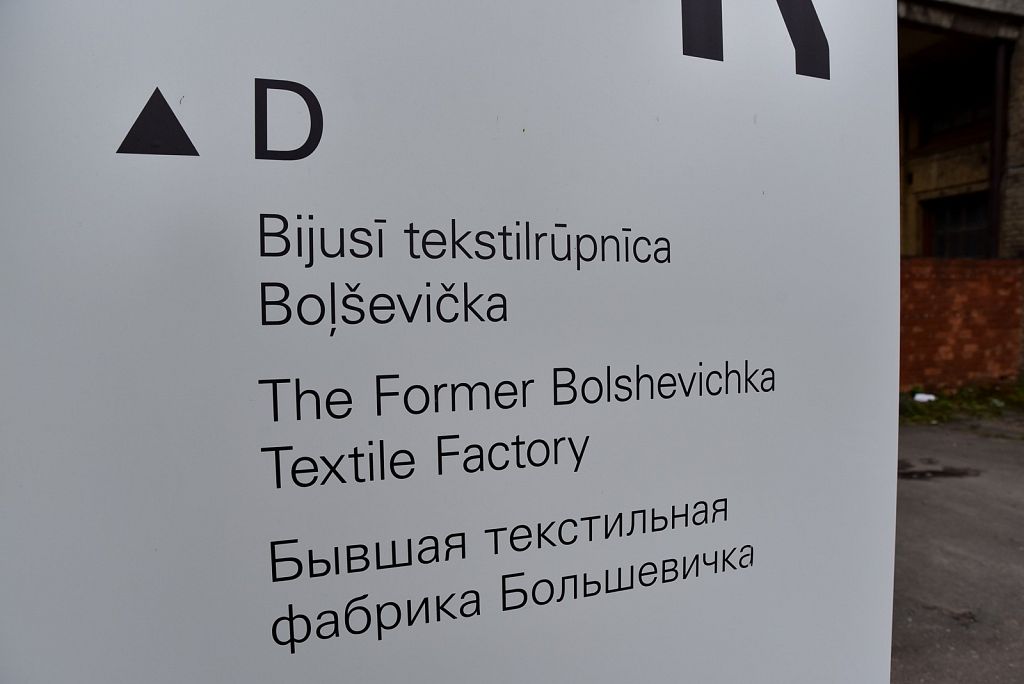 D
Bijusī tekstilrūpnīca
Boļševička
The Former Bolshevichka
Textile Factory
Бывшая текстильная
фабрика Большевичка